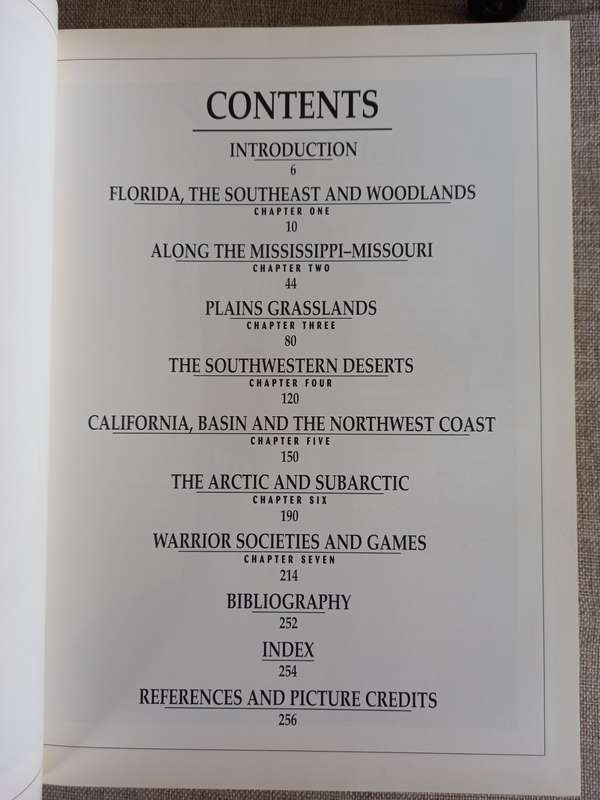 CONTENTS
INTRODUCTION
6
FLORIDA, THE SOUTHEAST AND WOODLANDS
CHAPTER ONE
10
ALONG THE MISSISSIPPI–MISSOURI
CHAPTER TWO
44
PLAINS GRASSLANDS
CHAPTER THREE
80
THE SOUTHWESTERN DESERTS
CHAPTER FOUR
120
CALIFORNIA, BASIN AND THE NORTHWEST COAST
CHAPTER FIVE
150
THE ARCTIC AND SUBARCTIC
CHAPTER SIX
190
WARRIOR SOCIETIES AND GAMES
CHAPTER SEVEN
214
BIBLIOGRAPHY
252
INDEX
254
REFERENCES AND PICTURE CREDITS
256